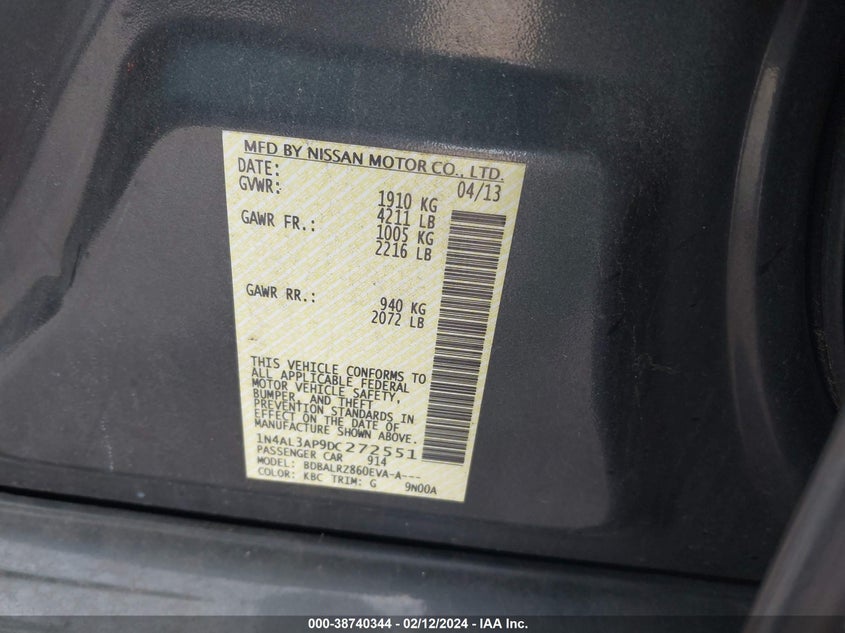 MFD BY NISSAN MOTOR CO., LTD.
DATE: 04/13
GVWR: 1910 KG
4211 LB
GAWR FR.: 1005 KG
2216 LB
GAWR RR.: 940 KG
2072 LB
THIS VEHICLE CONFORMS TO
ALL APPLICABLE FEDERAL
MOTOR VEHICLE SAFETY,
BUMPER, AND THEFT
PREVENTION STANDARDS IN
EFFECT ON THE DATE OF
MANUFACTURE SHOWN ABOVE.
1N4AL3AP9DC272551
PASSENGER CAR 914
MODEL: BDBALRZ860EVA-A---
COLOR: KBC TRIM: G 9N00A
000-38740344 - 02/12/2024 - IAA Inc.